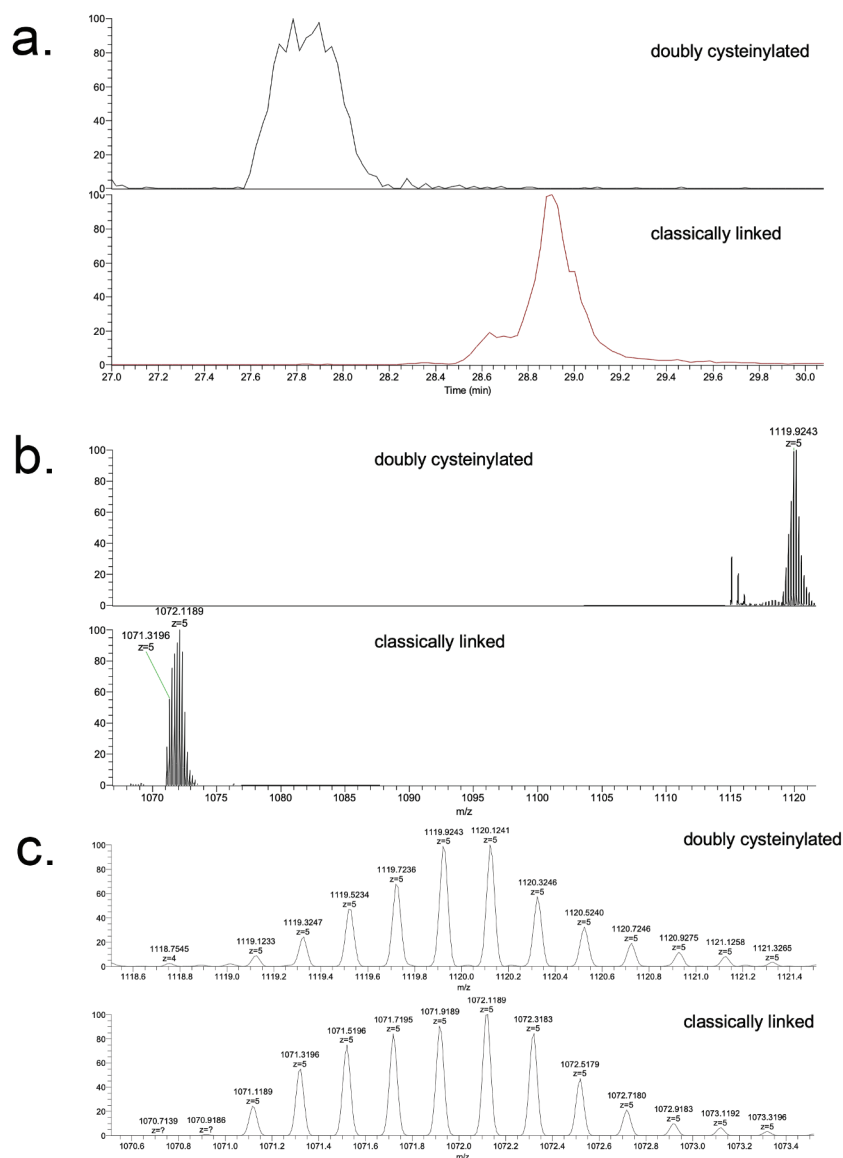 a.
doubly cysteinylated
100
80
60
40
20
0
classically linked
100
80
60
40
20
0
27.0 27.2 27.4 27.6 27.8 28.0 28.2 28.4 28.6 28.8 29.0 29.2 29.4 29.6 29.8 30.0
Time (min)
b.
doubly cysteinylated
1119.9243
z=5
100
80
60
40
20
0
classically linked
1072.1189
z=5
1071.3196
z=5
100
80
60
40
20
0
1070 1075 1080 1085 1090 1095 1100 1105 1110 1115 1120
m/z
c.
doubly cysteinylated
100
80
60
40
20
0
1118.7545
z=4
1119.1233
z=5
1119.3247
z=5
1119.5234
z=5
1119.7236
z=5
1119.9243
z=5
1120.1241
z=5
1120.3246
z=5
1120.5240
z=5
1120.7246
z=5
1120.9275
z=5
1121.1258
z=5
1121.3265
z=5
1118.6 1118.8 1119.0 1119.2 1119.4 1119.6 1119.8 1120.0 1120.2 1120.4 1120.6 1120.8 1121.0 1121.2 1121.4
m/z
classically linked
100
80
60
40
20
0
1070.7139
z=?
1070.9186
z=?
1071.1189
z=5
1071.3196
z=5
1071.5196
z=5
1071.7195
z=5
1071.9189
z=5
1072.1189
z=5
1072.3183
z=5
1072.5179
z=5
1072.7180
z=5
1072.9183
z=5
1073.1192
z=5
1073.3196
z=5
1070.6 1070.8 1071.0 1071.2 1071.4 1071.6 1071.8 1072.0 1072.2 1072.4 1072.6 1072.8 1073.0 1073.2 1073.4
m/z